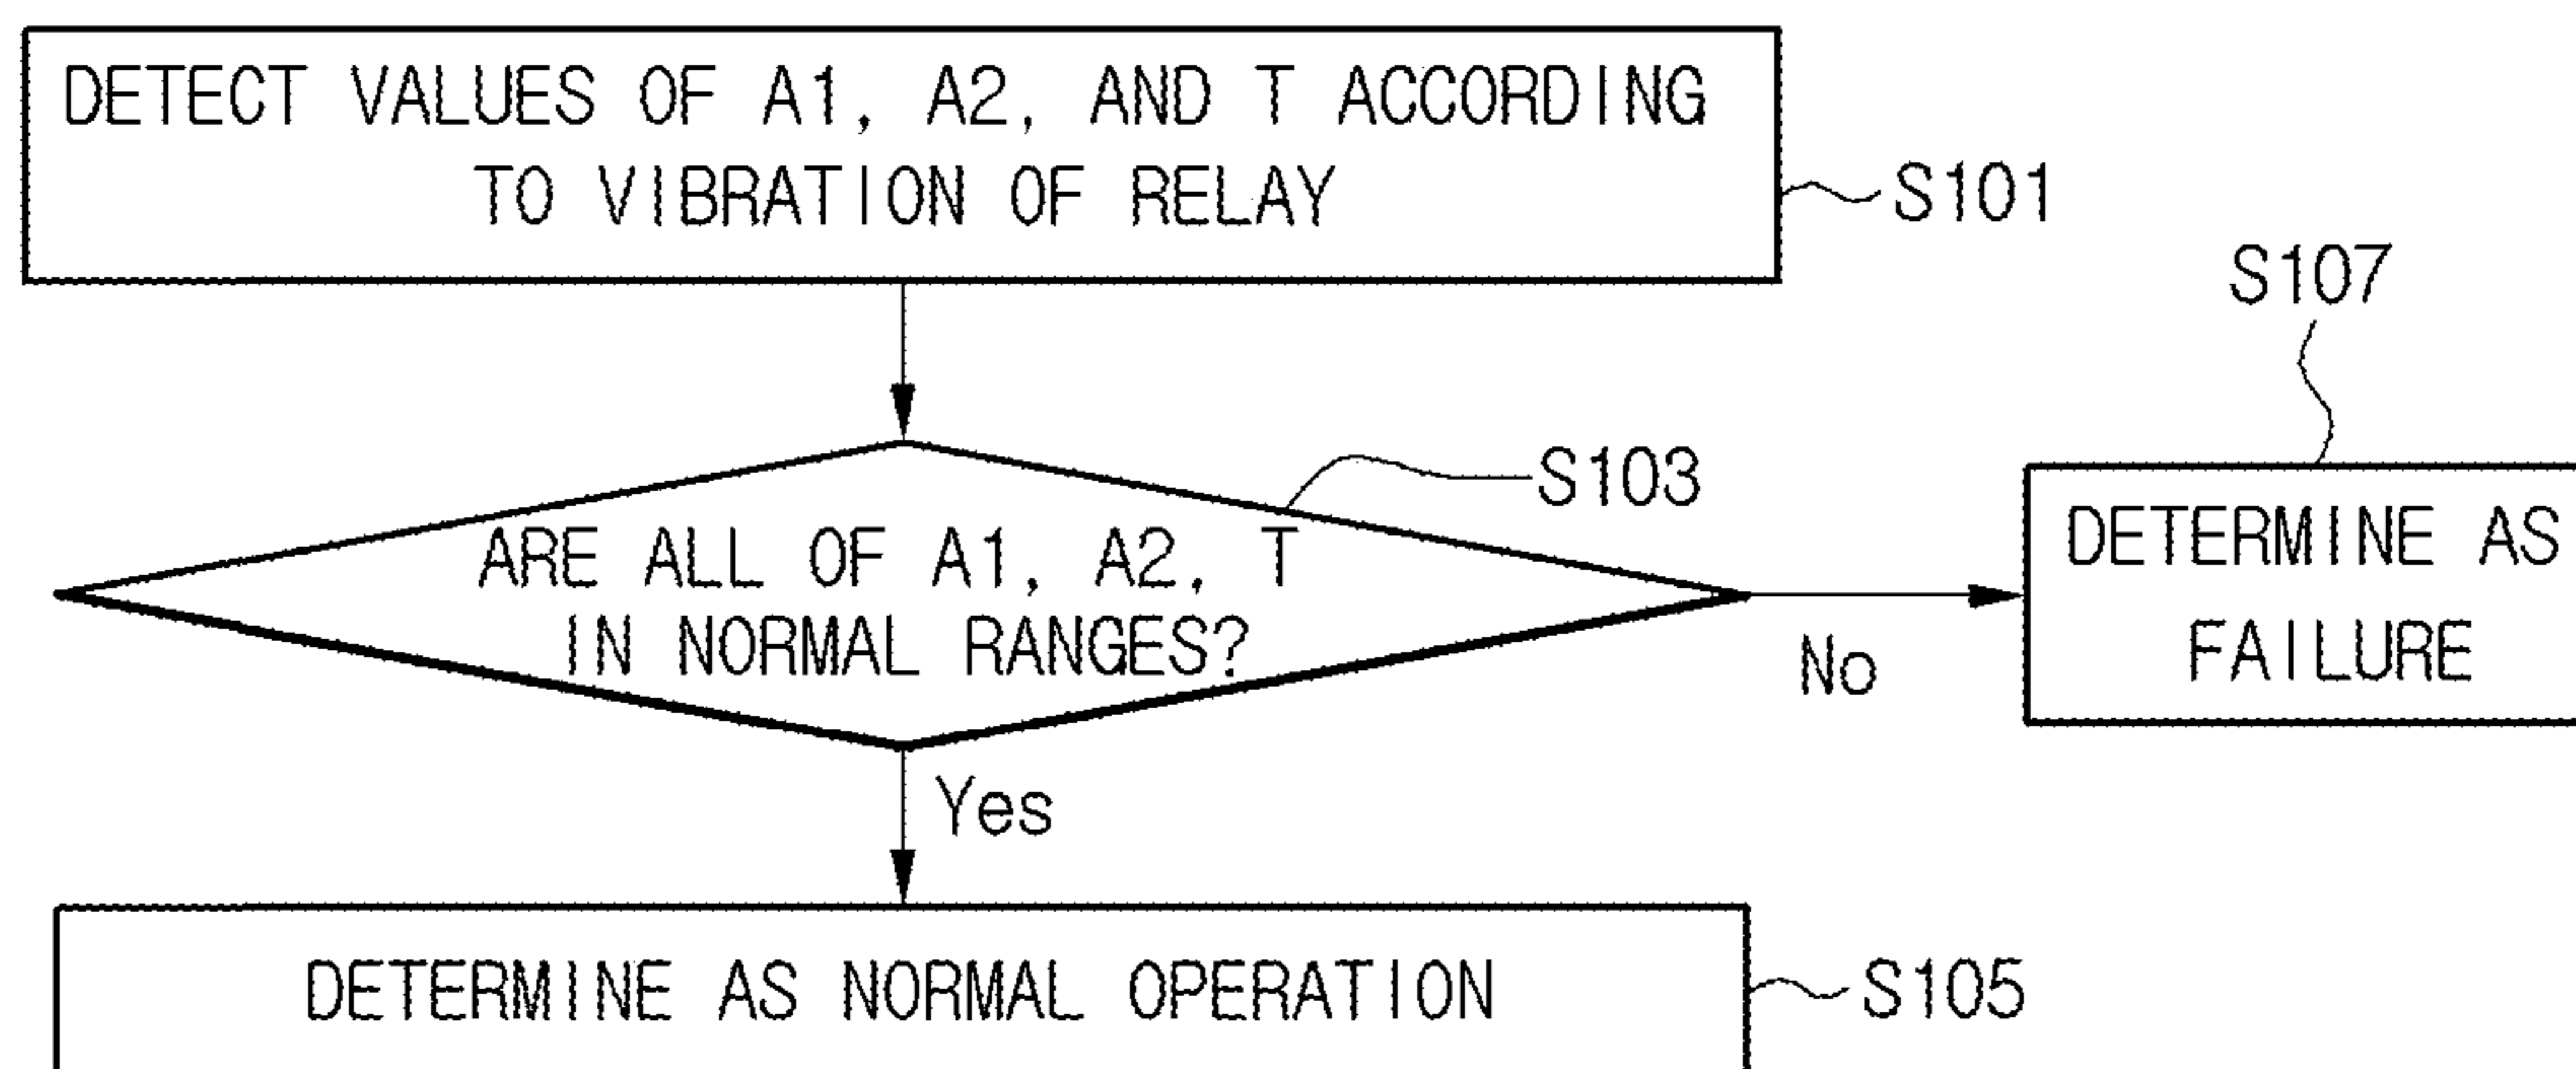 DETECT VALUES OF A1, A2, AND T ACCORDING
TO VIBRATION OF RELAY
S101
S107
S103
ARE ALL OF A1, A2, T
IN NORMAL RANGES?
DETERMINE AS
FAILURE
No
Yes
DETERMINE AS NORMAL OPERATION
S105